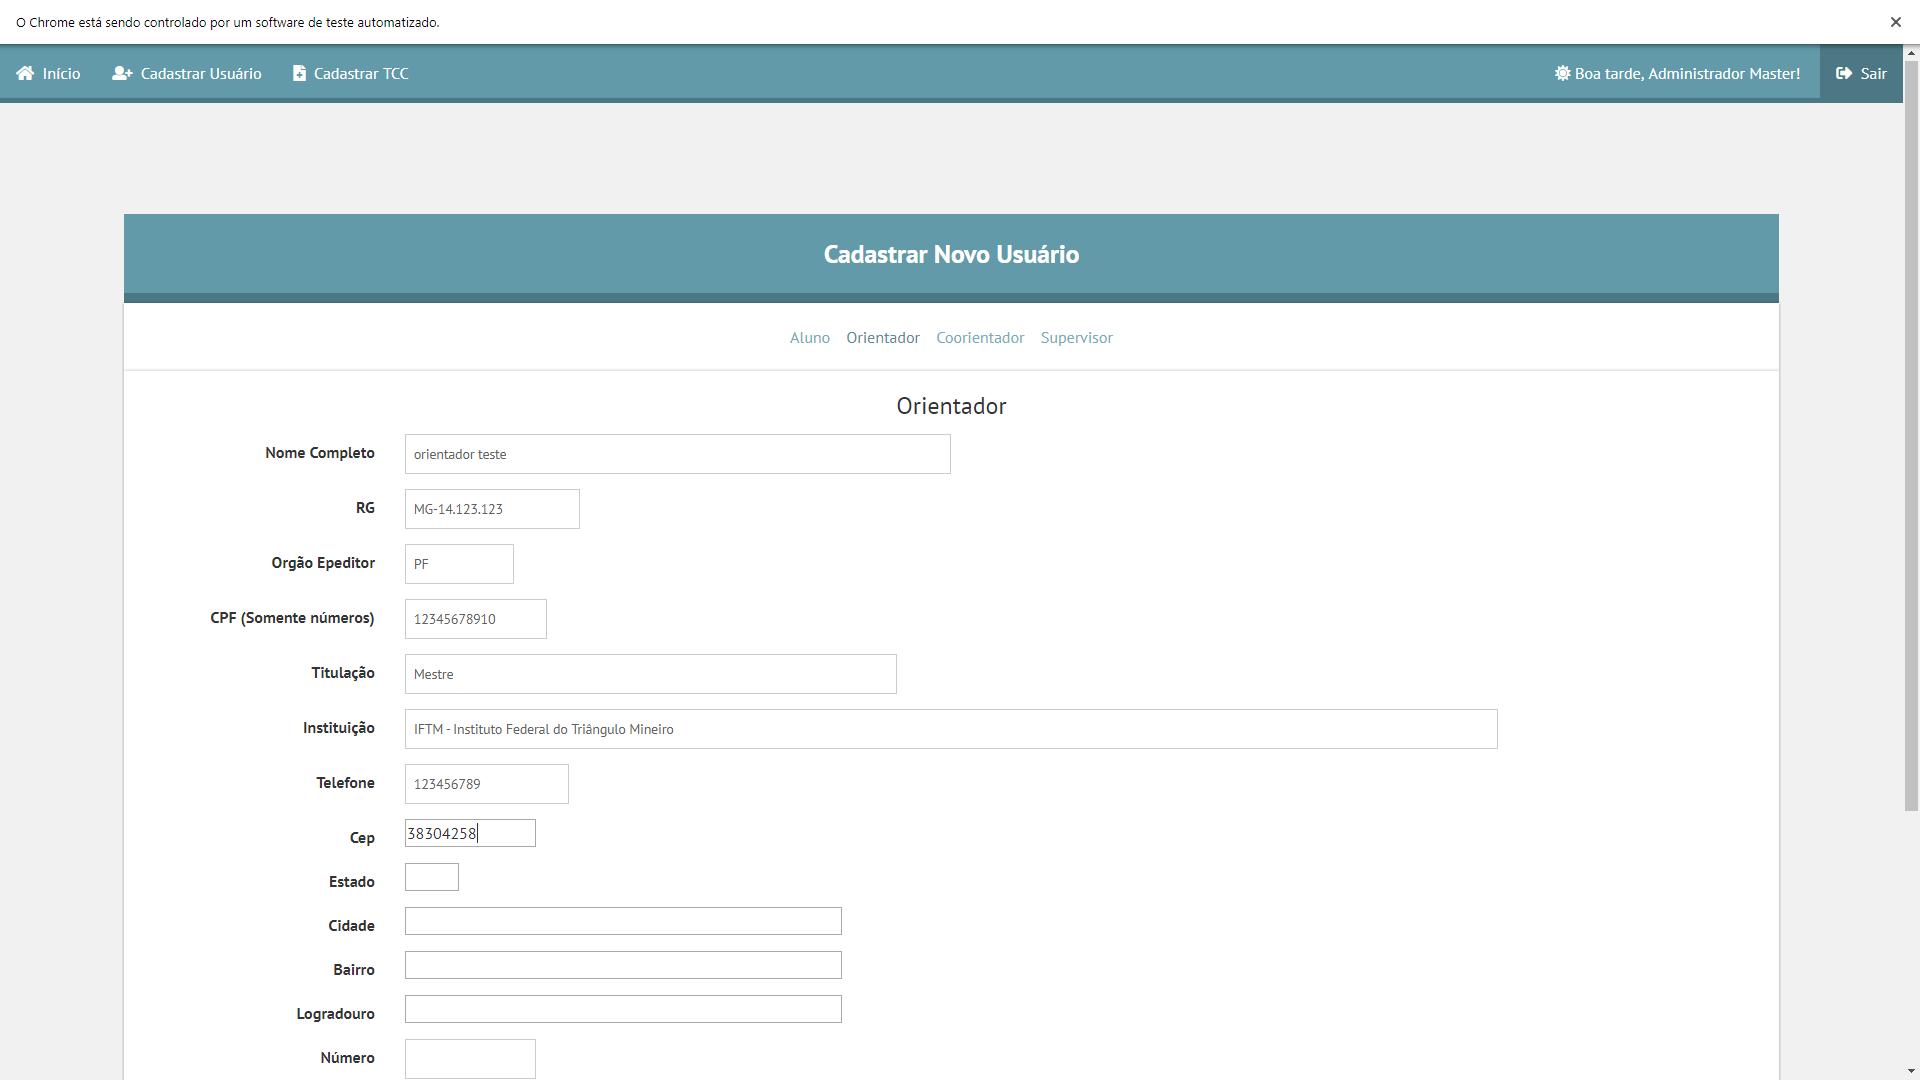 O Chrome está sendo controlado por um software de teste automatizado.
Início Cadastrar Usuário Cadastrar TCC Boa tarde, Administrador Master! Sair
Cadastrar Novo Usuário
Aluno Orientador Coorientador Supervisor
Orientador
Nome Completo orientador teste
RG MG-14.123.123
Orgão Epeditor PF
CPF (Somente números) 12345678910
Titulação Mestre
Instituição IFTM - Instituto Federal do Triângulo Mineiro
Telefone 123456789
Cep 38304258
Estado
Cidade
Bairro
Logradouro
Número